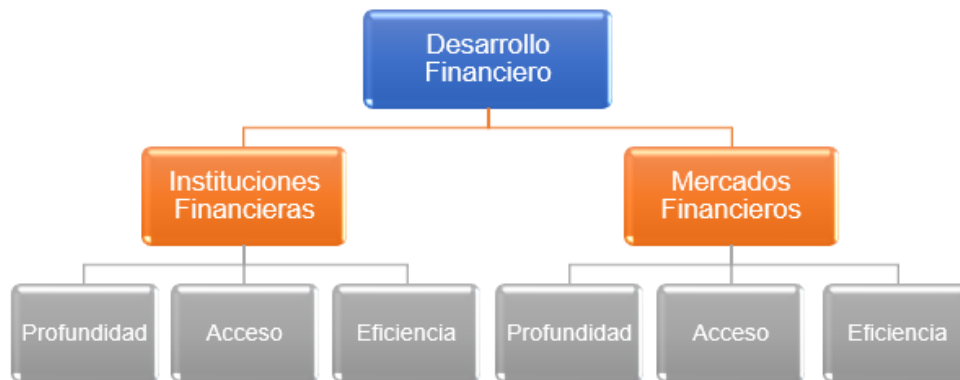 Desarrollo
Financiero
Instituciones
Financieras
Mercados
Financieros
Profundidad
Acceso
Eficiencia
Profundidad
Acceso
Eficiencia